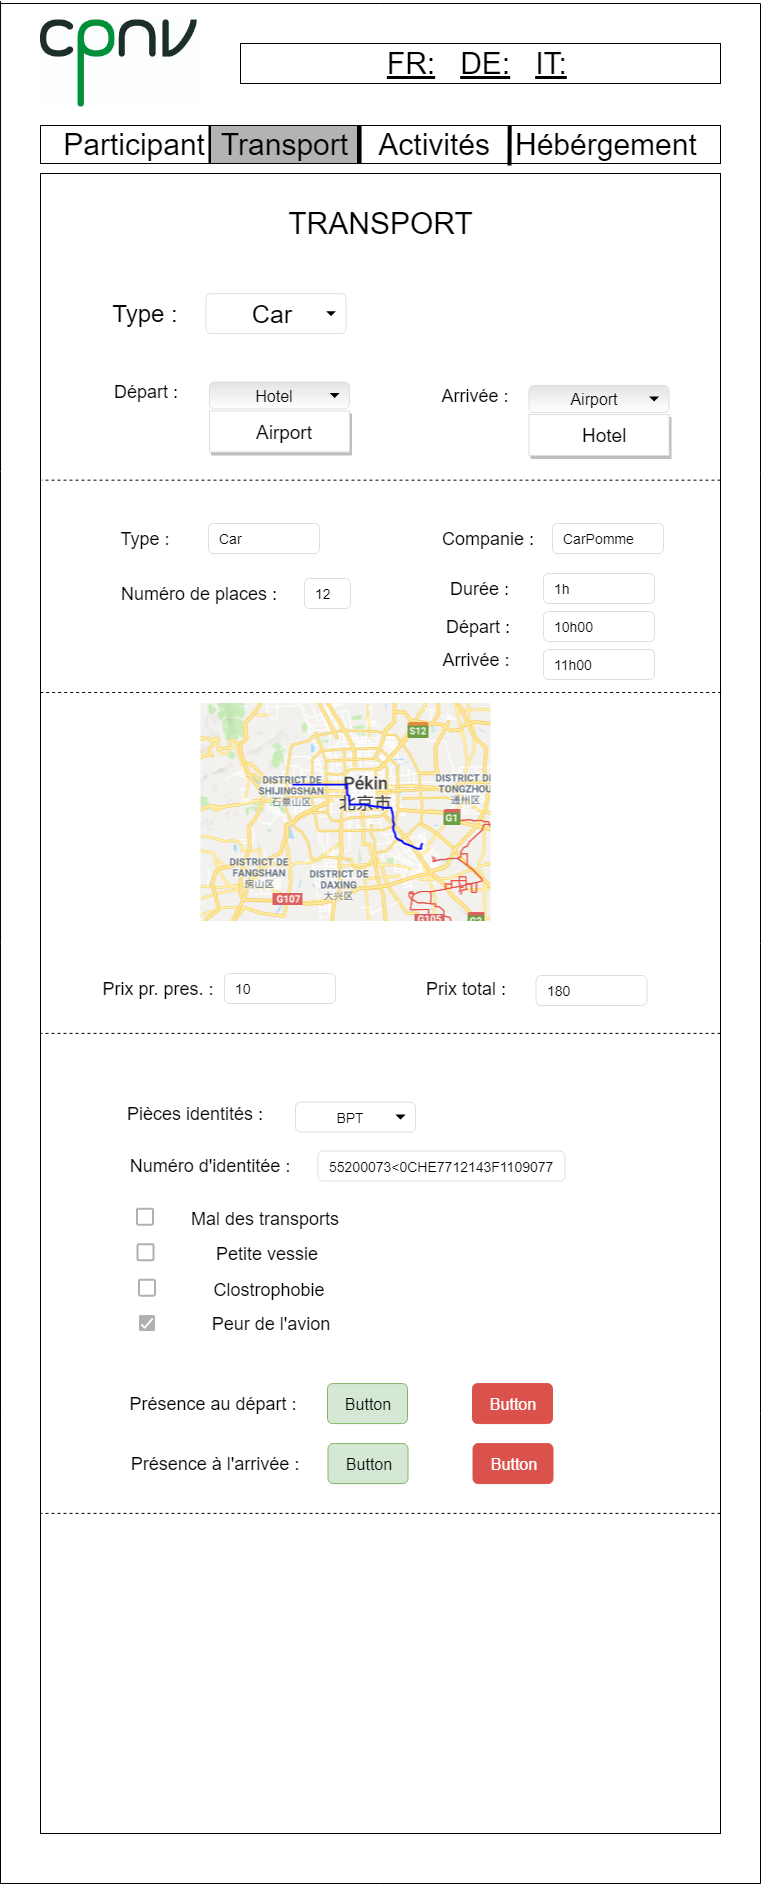 cpnv
FR: DE: IT:
Participant Transport Activités Hébérgement
TRANSPORT
Type : Car
Départ : Hotel Arrivée : Airport
Airport Hotel
Type : Car Companie : CarPomme
Numéro de places : 12 Durée : 1h
Départ : 10h00
Arrivée : 11h00
S12
DISTRICT DE
SHIJINGSHAN
石景山区
Pékin
北京市
DISTRICT D
TONGZHOU
通州区
G1
DISTRICT DE
FANGSHAN
房山区
DISTRICT DE
DAXING
大兴区
G107
G105
Prix pr. pres. : 10 Prix total : 180
Pièces identités : BPT
Numéro d'identitée : 55200073<0CHE7712143F1109077
Mal des transports
Petite vessie
Clostrophobie
Peur de l'avion
Présence au départ : Button Button
Présence à l'arrivée : Button Button